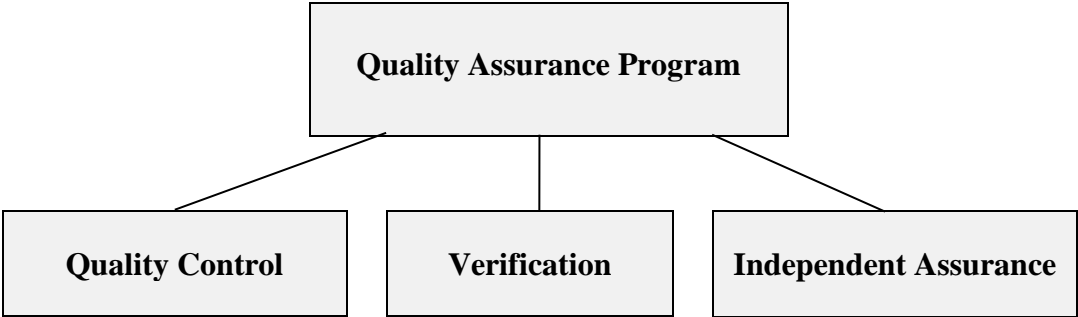 Quality Assurance Program
Quality Control
Verification
Independent Assurance